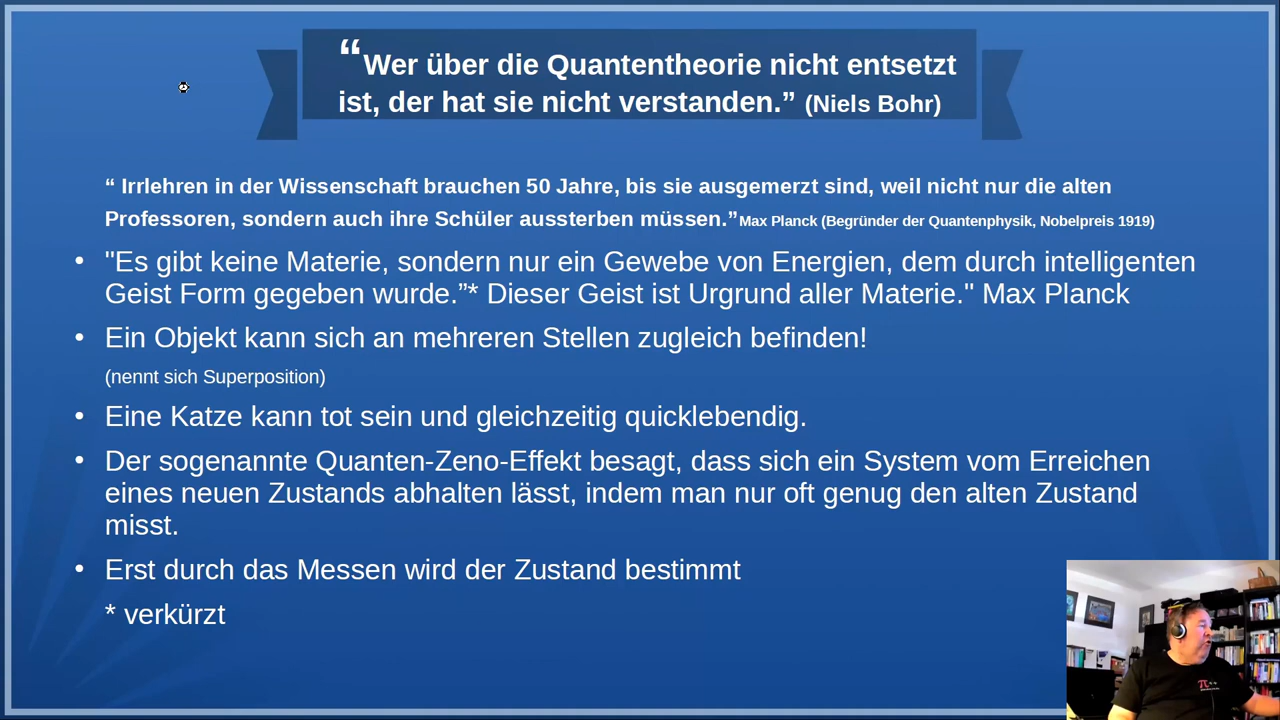 “Wer über die Quantentheorie nicht entsetzt
ist, der hat sie nicht verstanden.” (Niels Bohr)
“ Irrlehren in der Wissenschaft brauchen 50 Jahre, bis sie ausgemerzt sind, weil nicht nur die alten
Professoren, sondern auch ihre Schüler aussterben müssen.”Max Planck (Begründer der Quantenphysik, Nobelpreis 1919)
• "Es gibt keine Materie, sondern nur ein Gewebe von Energien, dem durch intelligenten
Geist Form gegeben wurde.”* Dieser Geist ist Urgrund aller Materie." Max Planck
• Ein Objekt kann sich an mehreren Stellen zugleich befinden!
(nennt sich Superposition)
• Eine Katze kann tot sein und gleichzeitig quicklebendig.
• Der sogenannte Quanten-Zeno-Effekt besagt, dass sich ein System vom Erreichen
eines neuen Zustands abhalten lässt, indem man nur oft genug den alten Zustand
misst.
• Erst durch das Messen wird der Zustand bestimmt
* verkürzt